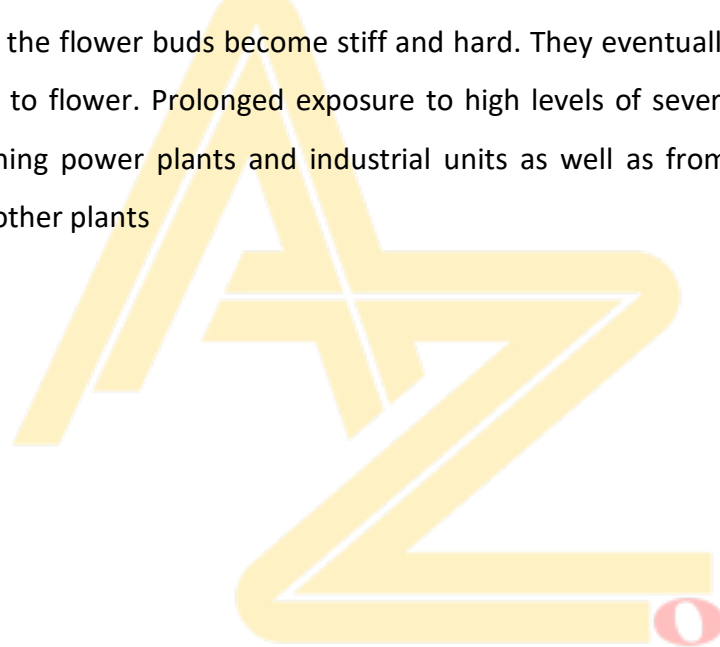 the flower buds become stiff and hard. They eventuall
to flower. Prolonged exposure to high levels of sever
ning power plants and industrial units as well as from
other plants
AZ